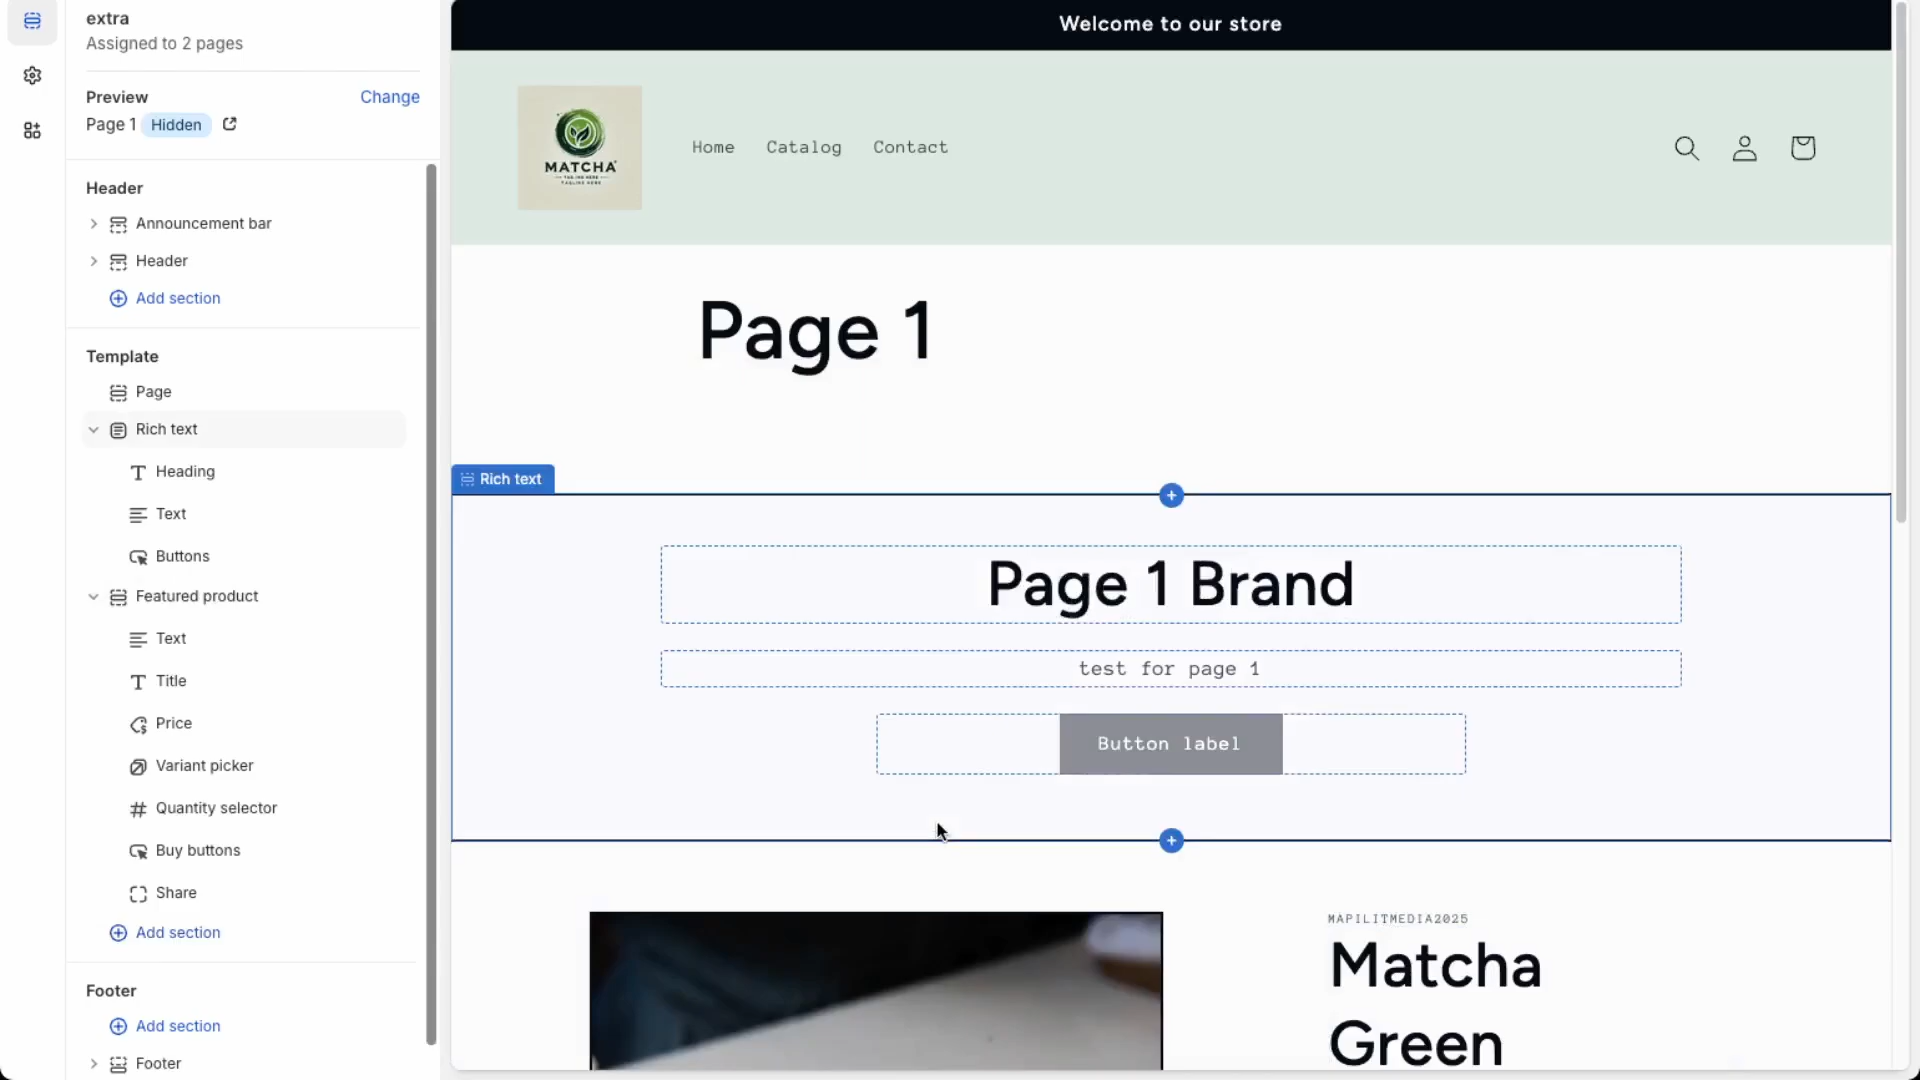 extra
Assigned to 2 pages
Preview
Change
Page 1 Hidden
Header
Announcement bar
Header
Add section
Template
Page
Rich text
Heading
Text
Buttons
Featured product
Text
Title
Price
Variant picker
Quantity selector
Buy buttons
Share
Add section
Footer
Add section
Footer
Welcome to our store
MATCHA
TAGLINE HERE
Home Catalog Contact
Page 1
Rich text
Page 1 Brand
test for page 1
Button label
MAPILITMEDIA2025
Matcha
Green